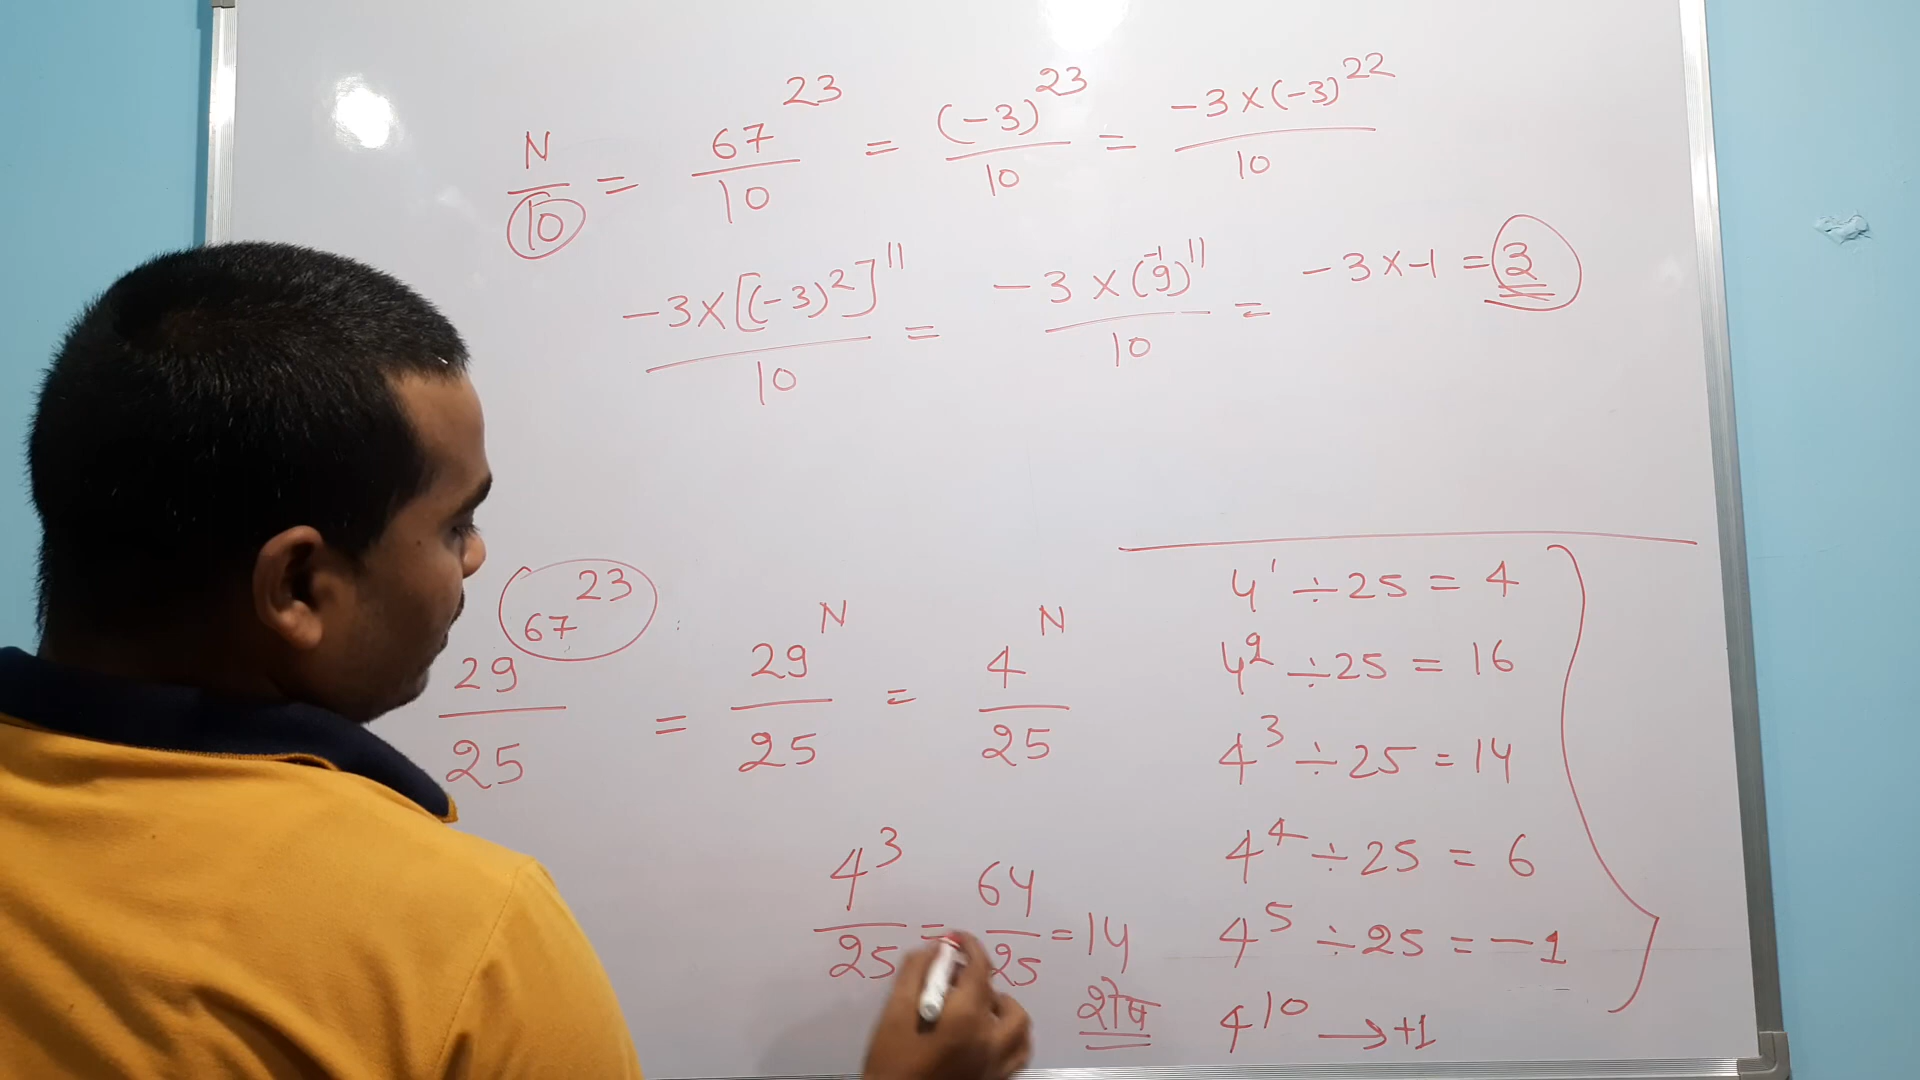 N/10 = 67^23/10 = (-3)^23/10 = -3×(-3)^22/10
-3×[(-3)^2]^11/10 = -3×(9)^11/10 = -3×-1 = 3
-1
29^67^23/25 = 29^N/25 = 4^N/25
4^3/25 = 64/25 = 14
शेष
4^1 ÷ 25 = 4
4^2 ÷ 25 = 16
4^3 ÷ 25 = 14
4^4 ÷ 25 = 6
4^5 ÷ 25 = -1
4^10 → +1